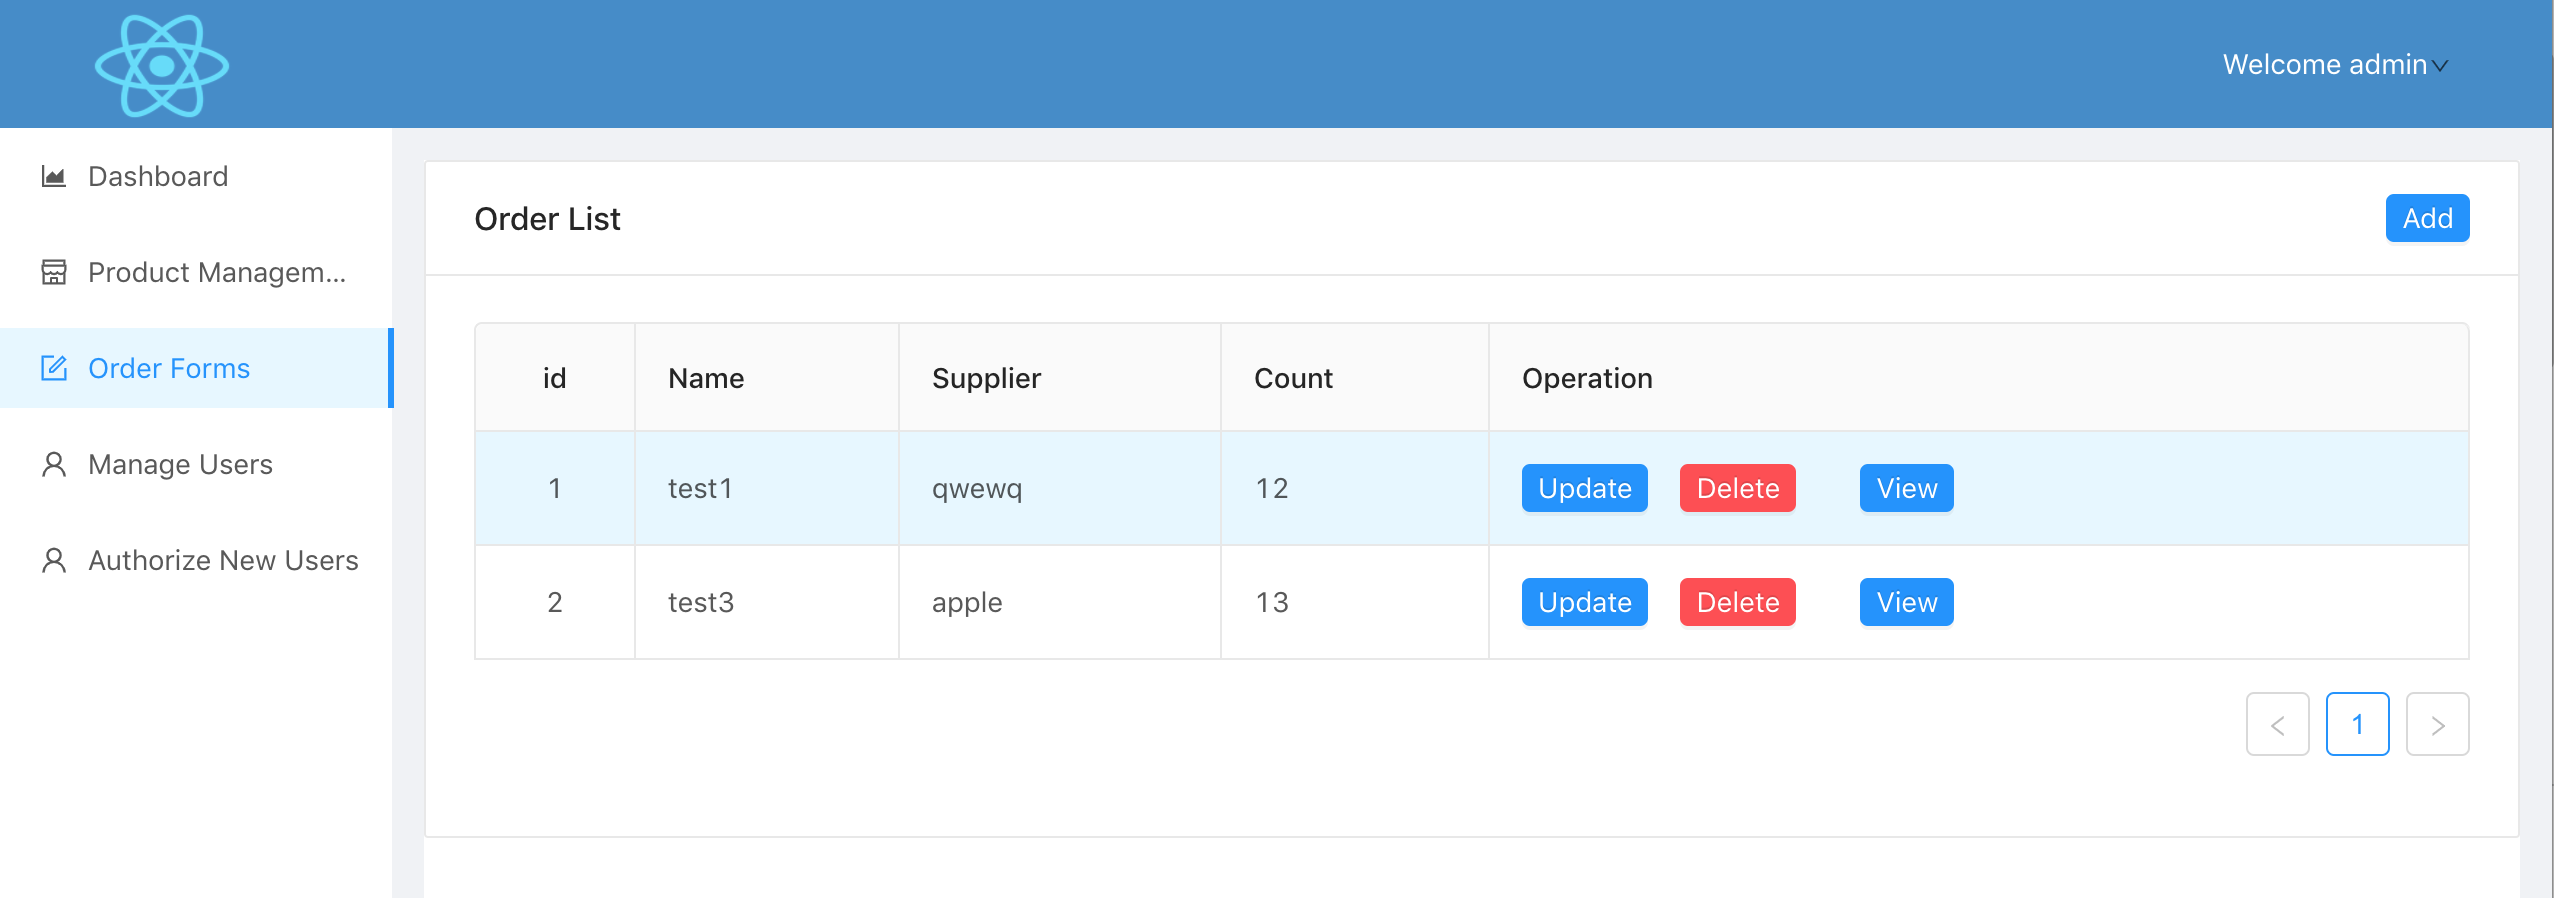 Welcome admin
Dashboard
Product Managem...
Order Forms
Manage Users
Authorize New Users
Order List
Add
id Name Supplier Count Operation
1 test1 qwewq 12 Update Delete View
2 test3 apple 13 Update Delete View
< 1 >